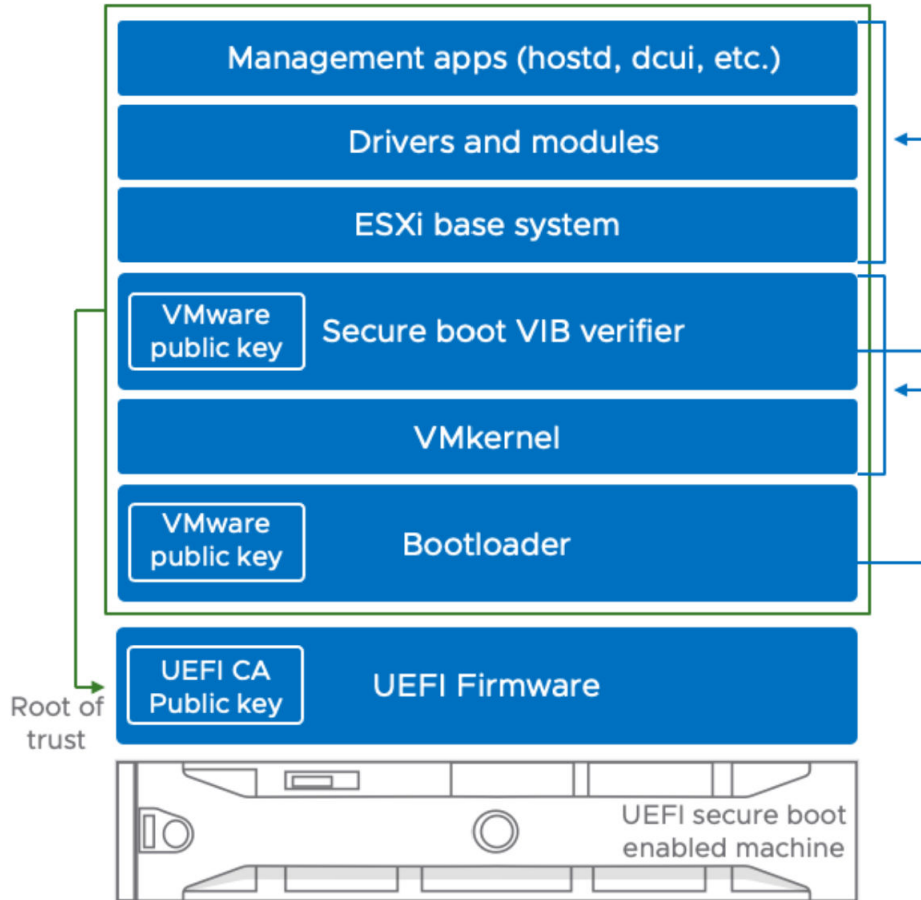 Management apps (hostd, dcui, etc.)
Drivers and modules
ESXi base system
VMware
public key
Secure boot VIB verifier
VMkernel
VMware
public key
Bootloader
UEFI CA
Public key
UEFI Firmware
Root of
trust
UEFI secure boot
enabled machine